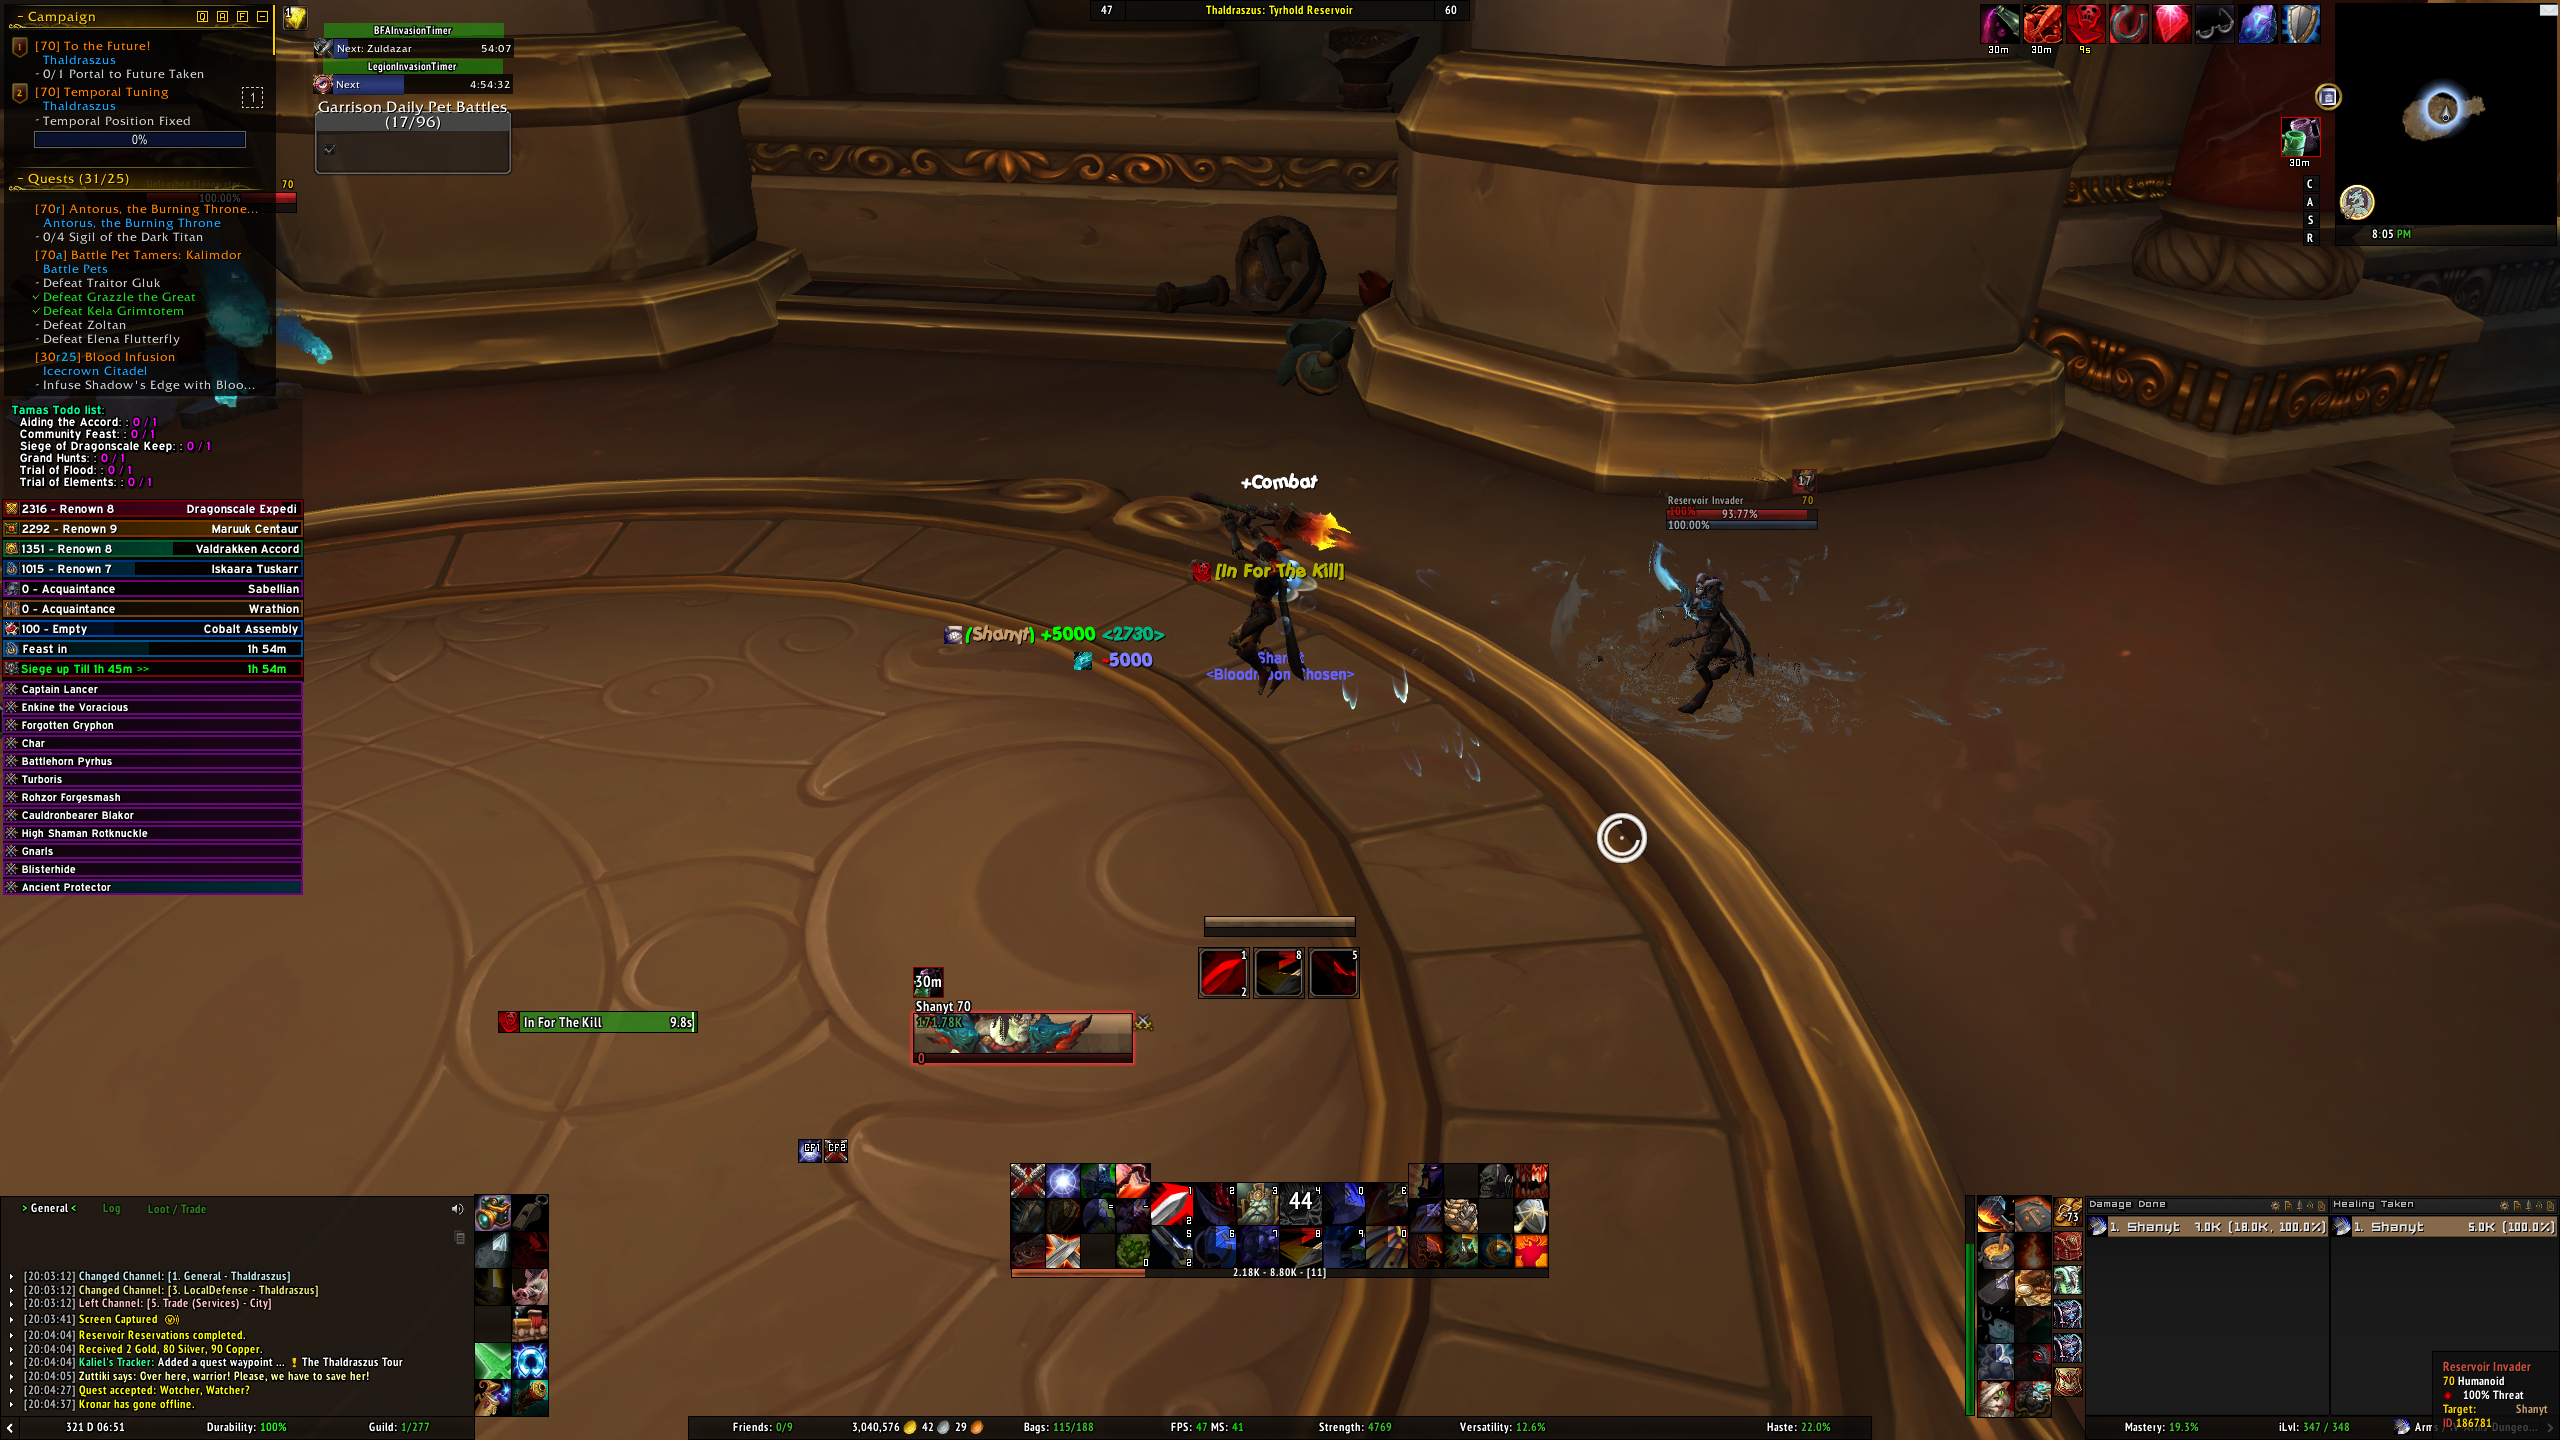 Campaign
[70] To the Future!
Thaldraszus
- 0/1 Portal to Future Taken
[70] Temporal Tuning
Thaldraszus
- Temporal Position Fixed
0%
Quests (31/25)
70
100.00%
[70r] Antorus, the Burning Throne...
Antorus, the Burning Throne
- 0/4 Sigil of the Dark Titan
[70a] Battle Pet Tamers: Kalimdor
Battle Pets
- Defeat Traitor Gluk
Defeat Grazzle the Great
Defeat Kela Grimtotem
- Defeat Zoltan
- Defeat Elena Flutterfly
[30r25] Blood Infusion
Icecrown Citadel
- Infuse Shadow's Edge with Bloo...
Tamas Todo list:
Aiding the Accord: : 0 / 1
Community Feast: : 0 / 1
Siege of Dragonscale Keep: : 0 / 1
Grand Hunts: : 0 / 1
Trial of Flood: : 0 / 1
Trial of Elements: : 0 / 1
2316 - Renown 8 Dragonscale Expedi
2292 - Renown 9 Maruuk Centaur
1351 - Renown 8 Valdrakken Accord
1015 - Renown 7 Iskaara Tuskarr
0 - Acquaintance Sabellian
0 - Acquaintance Wrathion
100 - Empty Cobalt Assembly
Feast in 1h 54m
Siege up Till 1h 45m >> 1h 54m
Captain Lancer
Enkine the Voracious
Forgotten Gryphon
Char
Battlehorn Pyrhus
Turboris
Rohzor Forgesmash
Cauldronbearer Blakor
High Shaman Rotknuckle
Gnarls
Blisterhide
Ancient Protector
BFAInvasionTimer
Next: Zuldazar 54:07
LegionInvasionTimer
Next 4:54:32
Garrison Daily Pet Battles
(17/96)
47 Thaldraszus: Tyrhold Reservoir 60
30m 30m 9s
30m
C
A
S
R
8:05 PM
+Combat
[In For The Kill]
(Shanyt) +5000 <2730>
-5000
17
Reservoir Invader 70
100% 93.77%
100.00%
1 2 8 5
30m
Shanyt 70
171.78K
0
In For The Kill 9.8s
CF1 CF2
44
2.18K - 8.80K - [11]
> General < Log Loot / Trade
[20:03:12] Changed Channel: [1. General - Thaldraszus]
[20:03:12] Changed Channel: [3. LocalDefense - Thaldraszus]
[20:03:12] Left Channel: [5. Trade (Services) - City]
[20:03:41] Screen Captured
[20:04:04] Reservoir Reservations completed.
[20:04:04] Received 2 Gold, 80 Silver, 90 Copper.
[20:04:04] Kaliel's Tracker: Added a quest waypoint ... ! The Thaldraszus Tour
[20:04:05] Zuttiki says: Over here, warrior! Please, we have to save her!
[20:04:27] Quest accepted: Wotcher, Watcher?
[20:04:37] Kronar has gone offline.
321 D 06:51 Durability: 100% Guild: 1/277
Friends: 0/9 3,040,576 42 29 Bags: 115/188 FPS: 47 MS: 41 Strength: 4769 Versatility: 12.6% Haste: 22.0%
73
Damage Done
1. Shanyt 7.0K (18.0K, 100.0%)
Healing Taken
1. Shanyt 5.0K (100.0%)
Reservoir Invader
70 Humanoid
100% Threat
Target: Shanyt
ID 186781
Mastery: 19.3% iLvl: 347 / 348